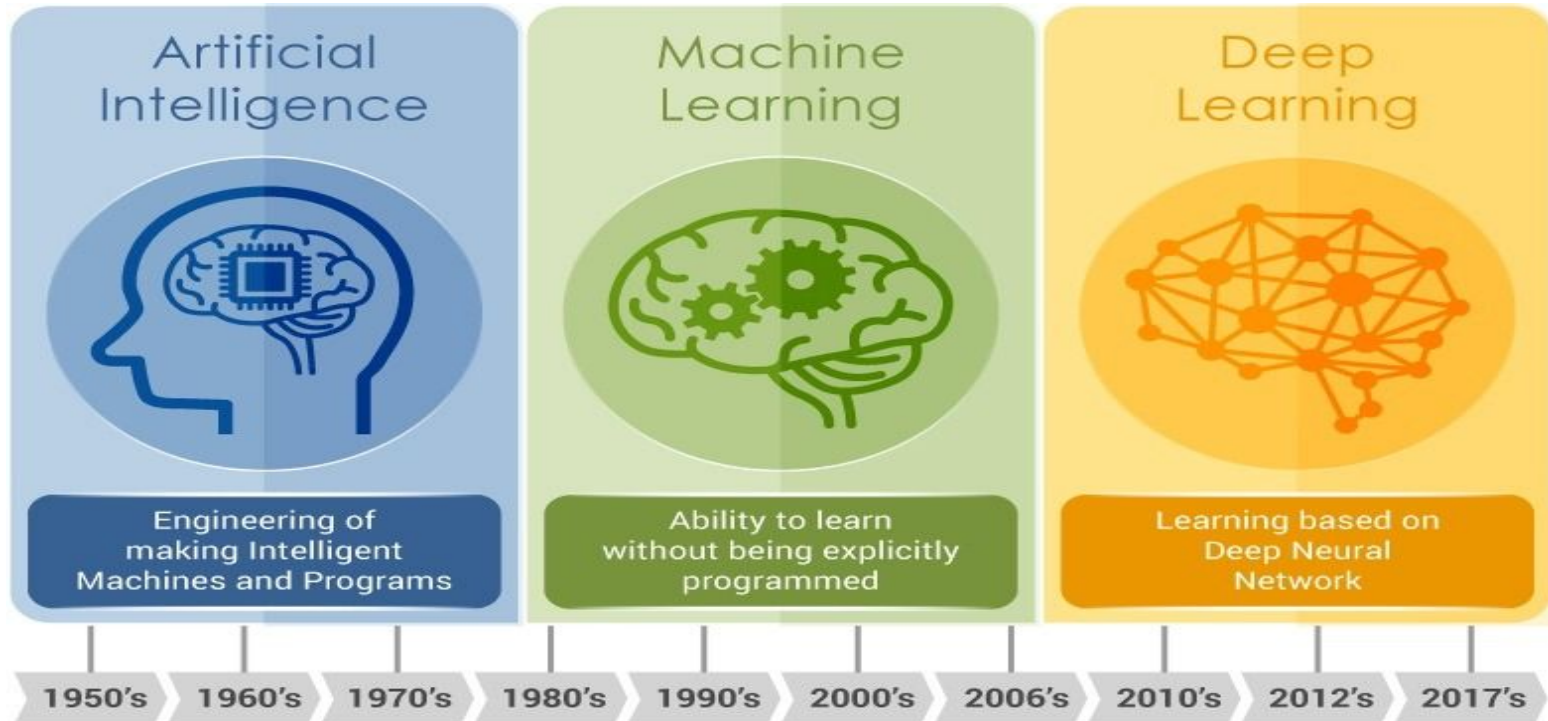 Artificial
Intelligence
Engineering of
making Intelligent
Machines and Programs
Machine
Learning
Ability to learn
without being explicitly
programmed
Deep
Learning
Learning based on
Deep Neural
Network
1950's 1960's 1970's 1980's 1990's 2000's 2006's 2010's 2012's 2017's